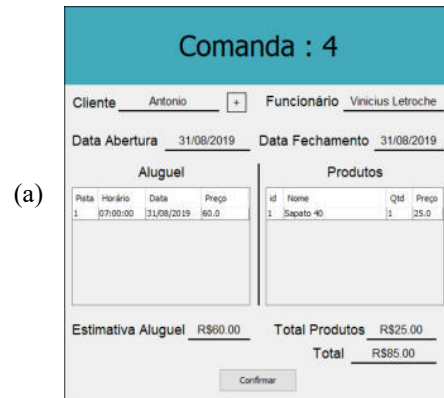 Comanda : 4
Cliente Antonio + Funcionário Vinicius Letroche
Data Abertura 31/08/2019 Data Fechamento 31/08/2019
(a)
Aluguel
Pista Horário Data Preço
1 07:00:00 31/08/2019 60.0
Produtos
id Nome Qtd Preço
1 Sapato 40 1 25.0
Estimativa Aluguel R$60.00 Total Produtos R$25.00
Total R$85.00
Confirmar